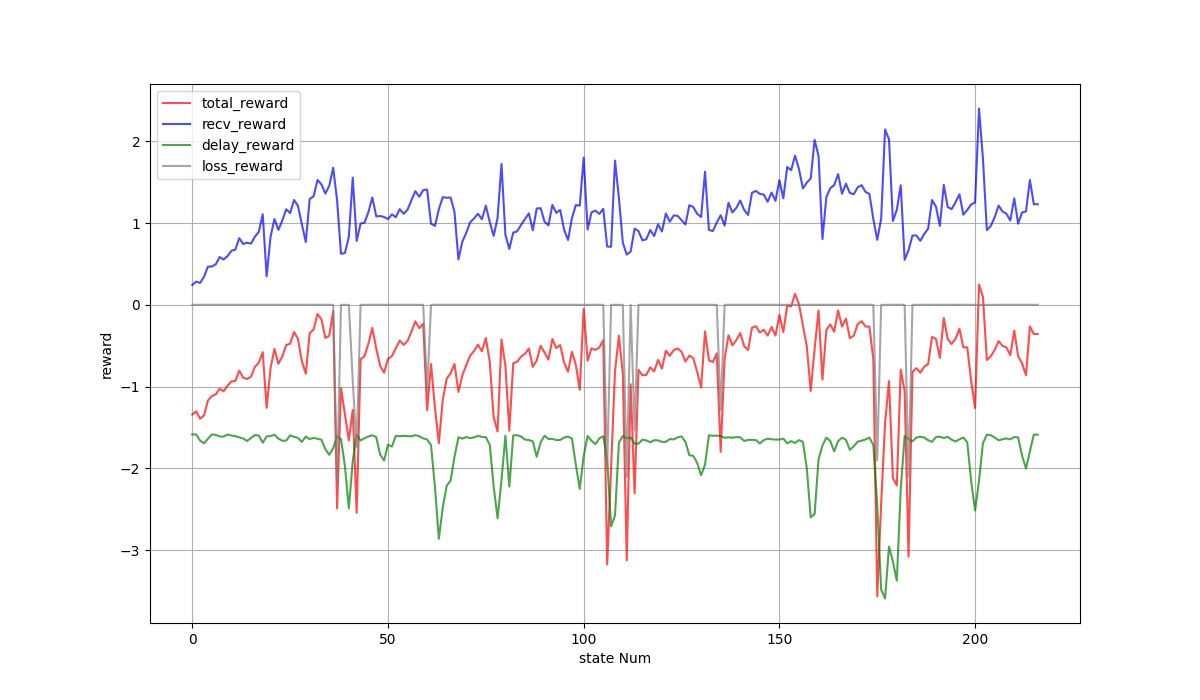 total_reward
recv_reward
delay_reward
loss_reward
2
1
0
−1
−2
−3
reward
0 50 100 150 200
state Num